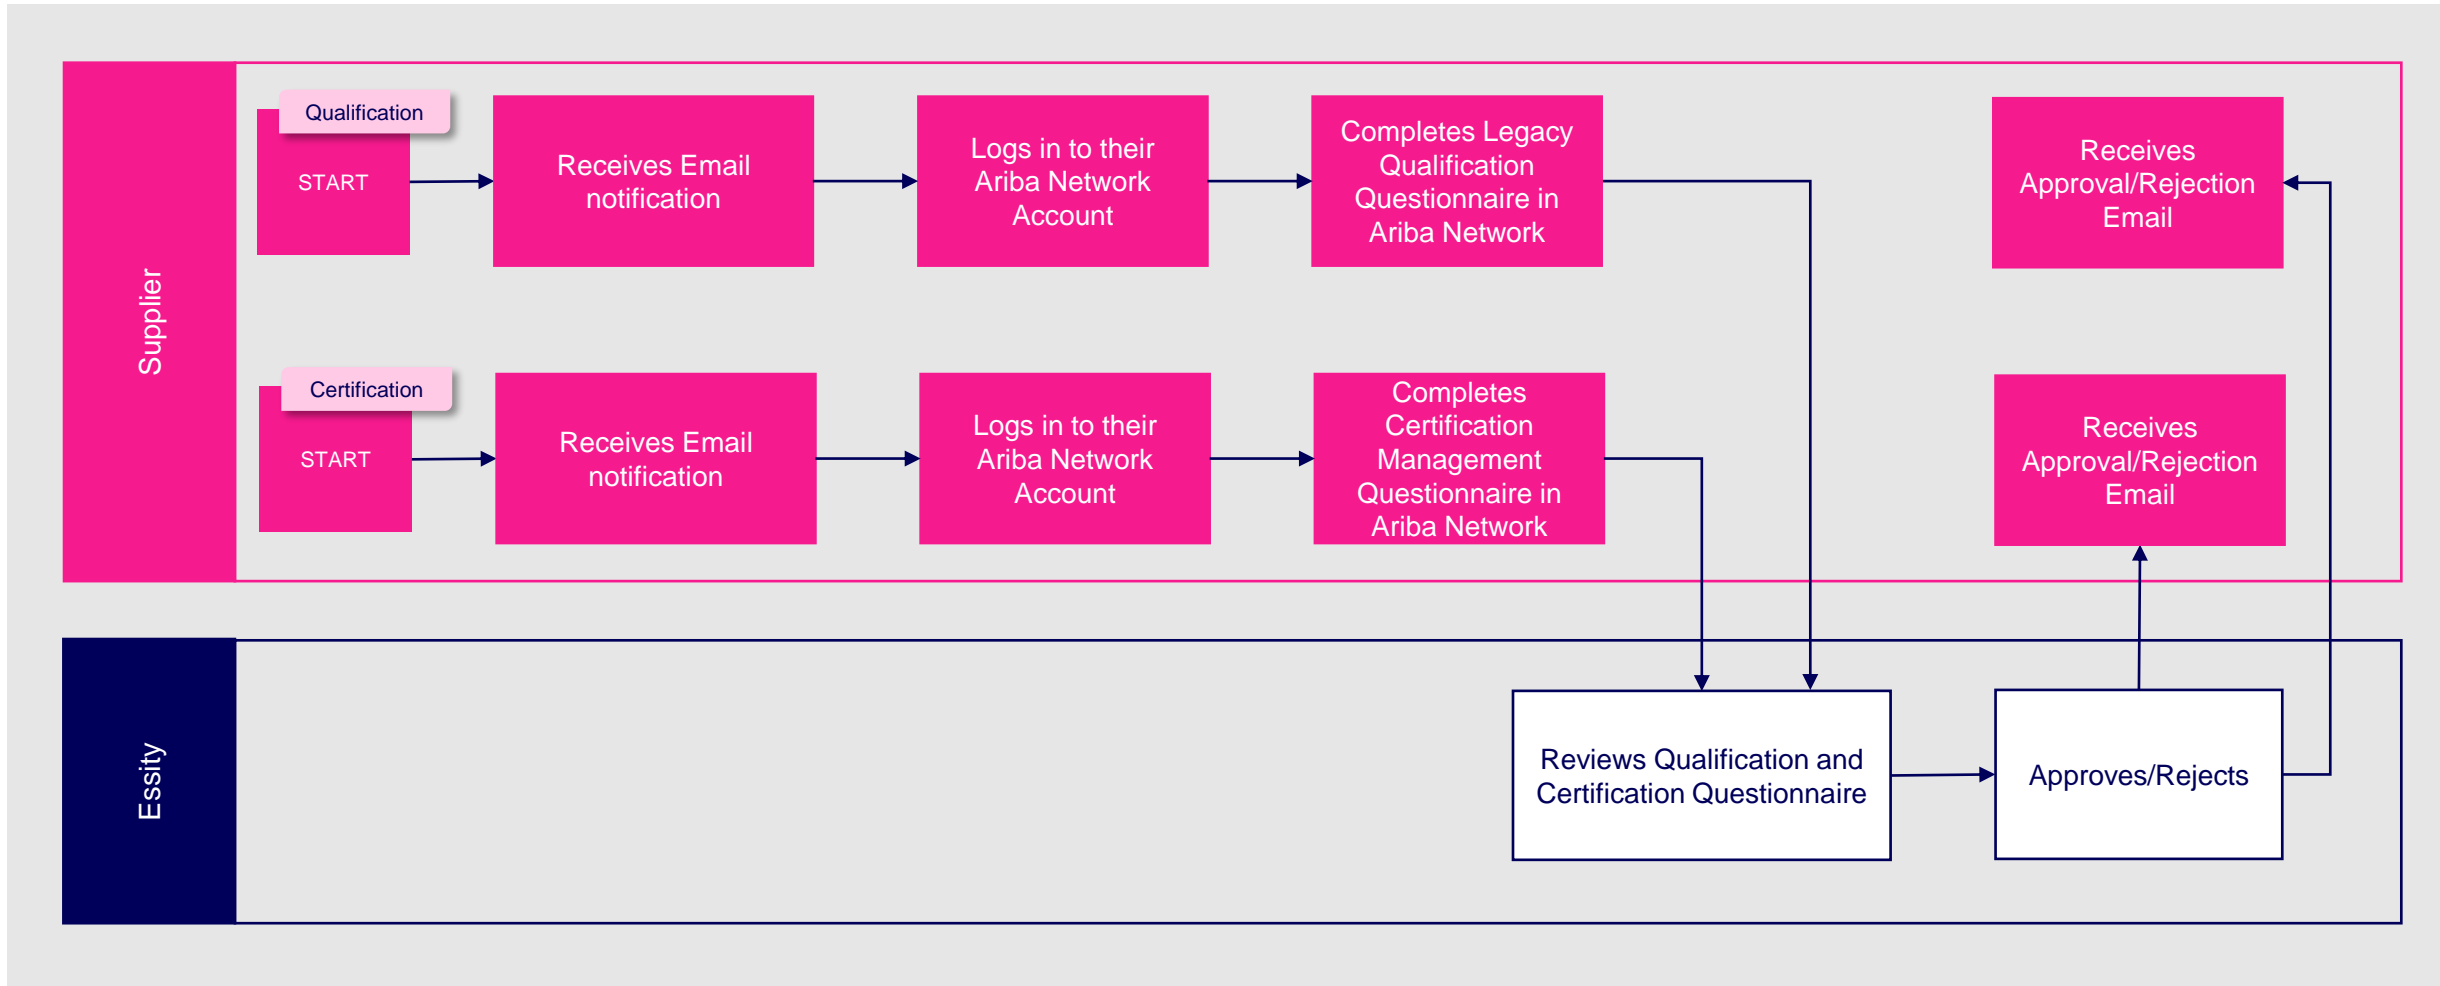 Supplier
Qualification
START
Receives Email
notification
Logs in to their
Ariba Network
Account
Completes Legacy
Qualification
Questionnaire in
Ariba Network
Receives
Approval/Rejection
Email
Certification
START
Receives Email
notification
Logs in to their
Ariba Network
Account
Completes
Certification
Management
Questionnaire in
Ariba Network
Receives
Approval/Rejection
Email
Essity
Reviews Qualification and
Certification Questionnaire
Approves/Rejects